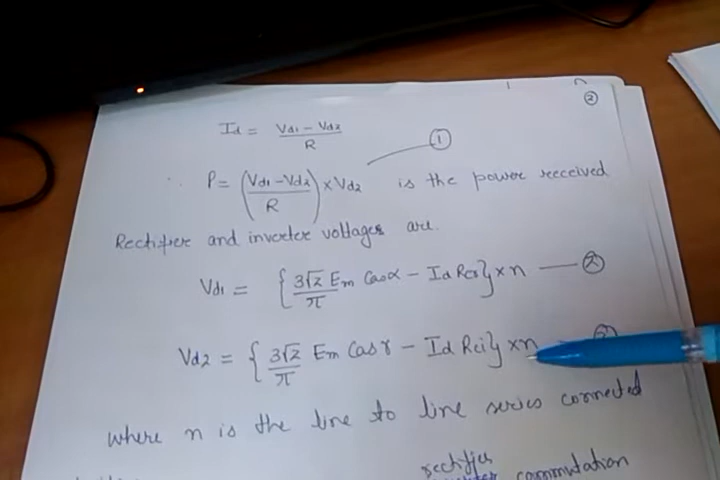 ②
Id = Vd1 - Vd2 / R
①
P = (Vd1 - Vd2 / R) × Vd2 is the power received
Rectifier and inverter voltages are.
Vd1 = {3√2/π Em Cosα - Id Rcr} × n — ②
Vd2 = {3√2/π Em Cosγ - Id Rci} × n
where n is the line to line series connected
rectifier
commutation